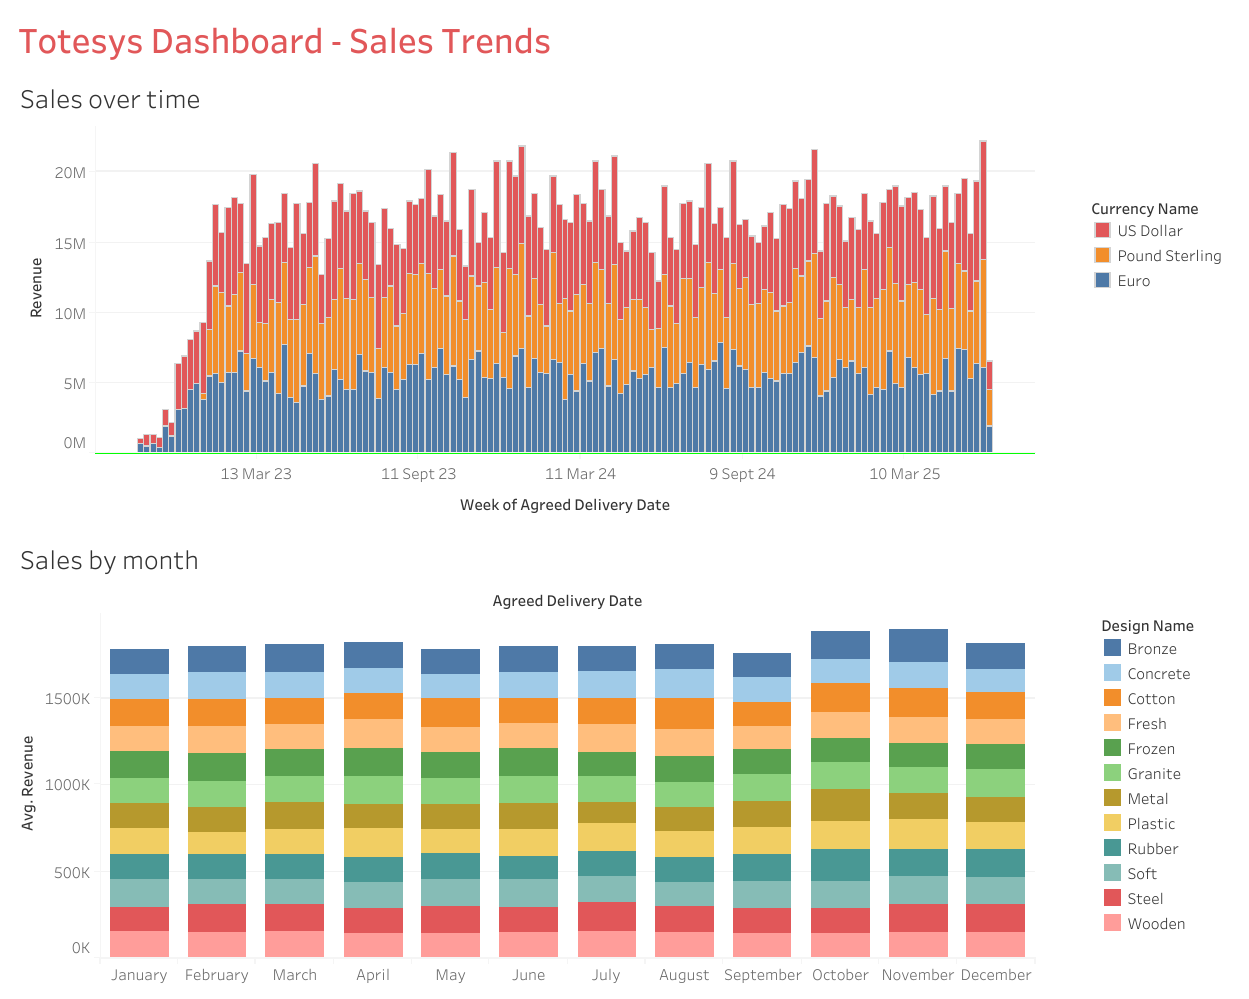 Totesys Dashboard - Sales Trends
Sales over time
20M
15M
10M
5M
0M
Revenue
13 Mar 23 11 Sept 23 11 Mar 24 9 Sept 24 10 Mar 25
Week of Agreed Delivery Date
Currency Name
US Dollar
Pound Sterling
Euro
Sales by month
Agreed Delivery Date
1500K
1000K
500K
0K
Avg. Revenue
January February March April May June July August September October November December
Design Name
Bronze
Concrete
Cotton
Fresh
Frozen
Granite
Metal
Plastic
Rubber
Soft
Steel
Wooden